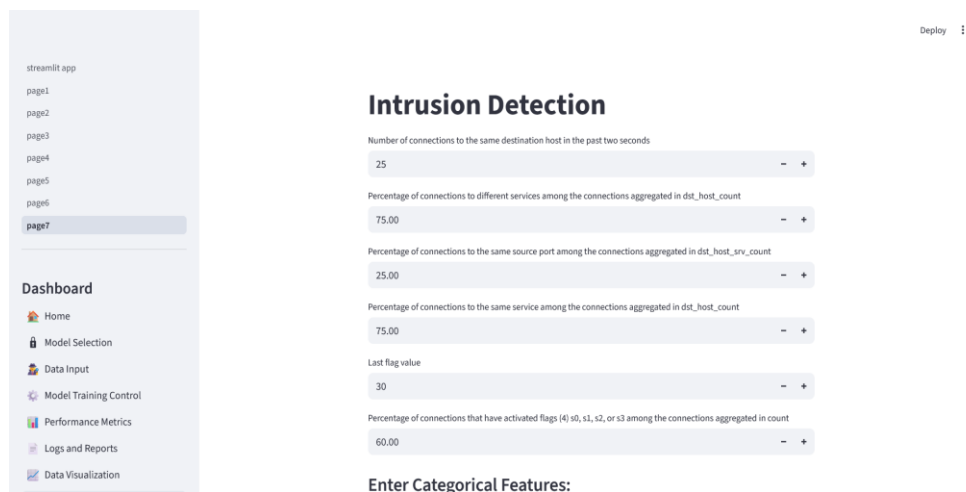 Deploy
streamlit app
page1
page2
page3
page4
page5
page6
page7
Dashboard
Home
Model Selection
Data Input
Model Training Control
Performance Metrics
Logs and Reports
Data Visualization
Intrusion Detection
Number of connections to the same destination host in the past two seconds
25
Percentage of connections to different services among the connections aggregated in dst_host_count
75.00
Percentage of connections to the same source port among the connections aggregated in dst_host_srv_count
25.00
Percentage of connections to the same service among the connections aggregated in dst_host_count
75.00
Last flag value
30
Percentage of connections that have activated flags (4) s0, s1, s2, or s3 among the connections aggregated in count
60.00
Enter Categorical Features: